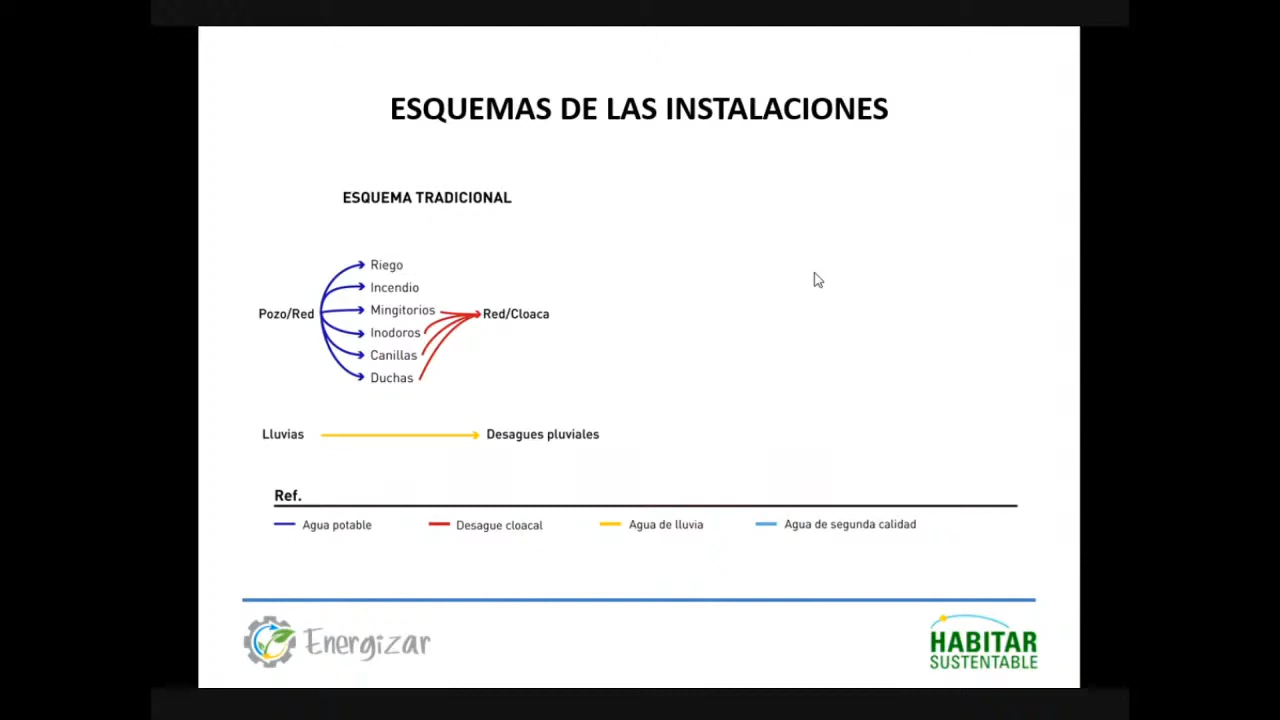 ESQUEMAS DE LAS INSTALACIONES
ESQUEMA TRADICIONAL
Pozo/Red
Riego
Incendio
Mingitorios
Inodoros
Canillas
Duchas
Red/Cloaca
Lluvias
Desagues pluviales
Ref.
Agua potable
Desague cloacal
Agua de lluvia
Agua de segunda calidad
Energizar
HABITAR
SUSTENTABLE